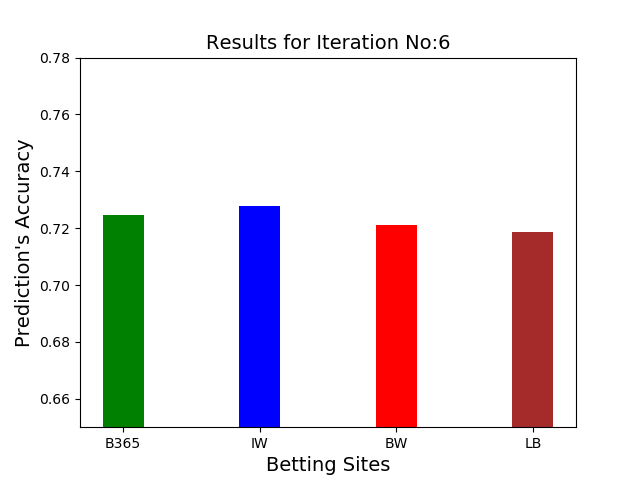 Results for Iteration No:6
0.78
0.76
0.74
0.72
0.70
0.68
0.66
Prediction's Accuracy
B365 IW BW LB
Betting Sites